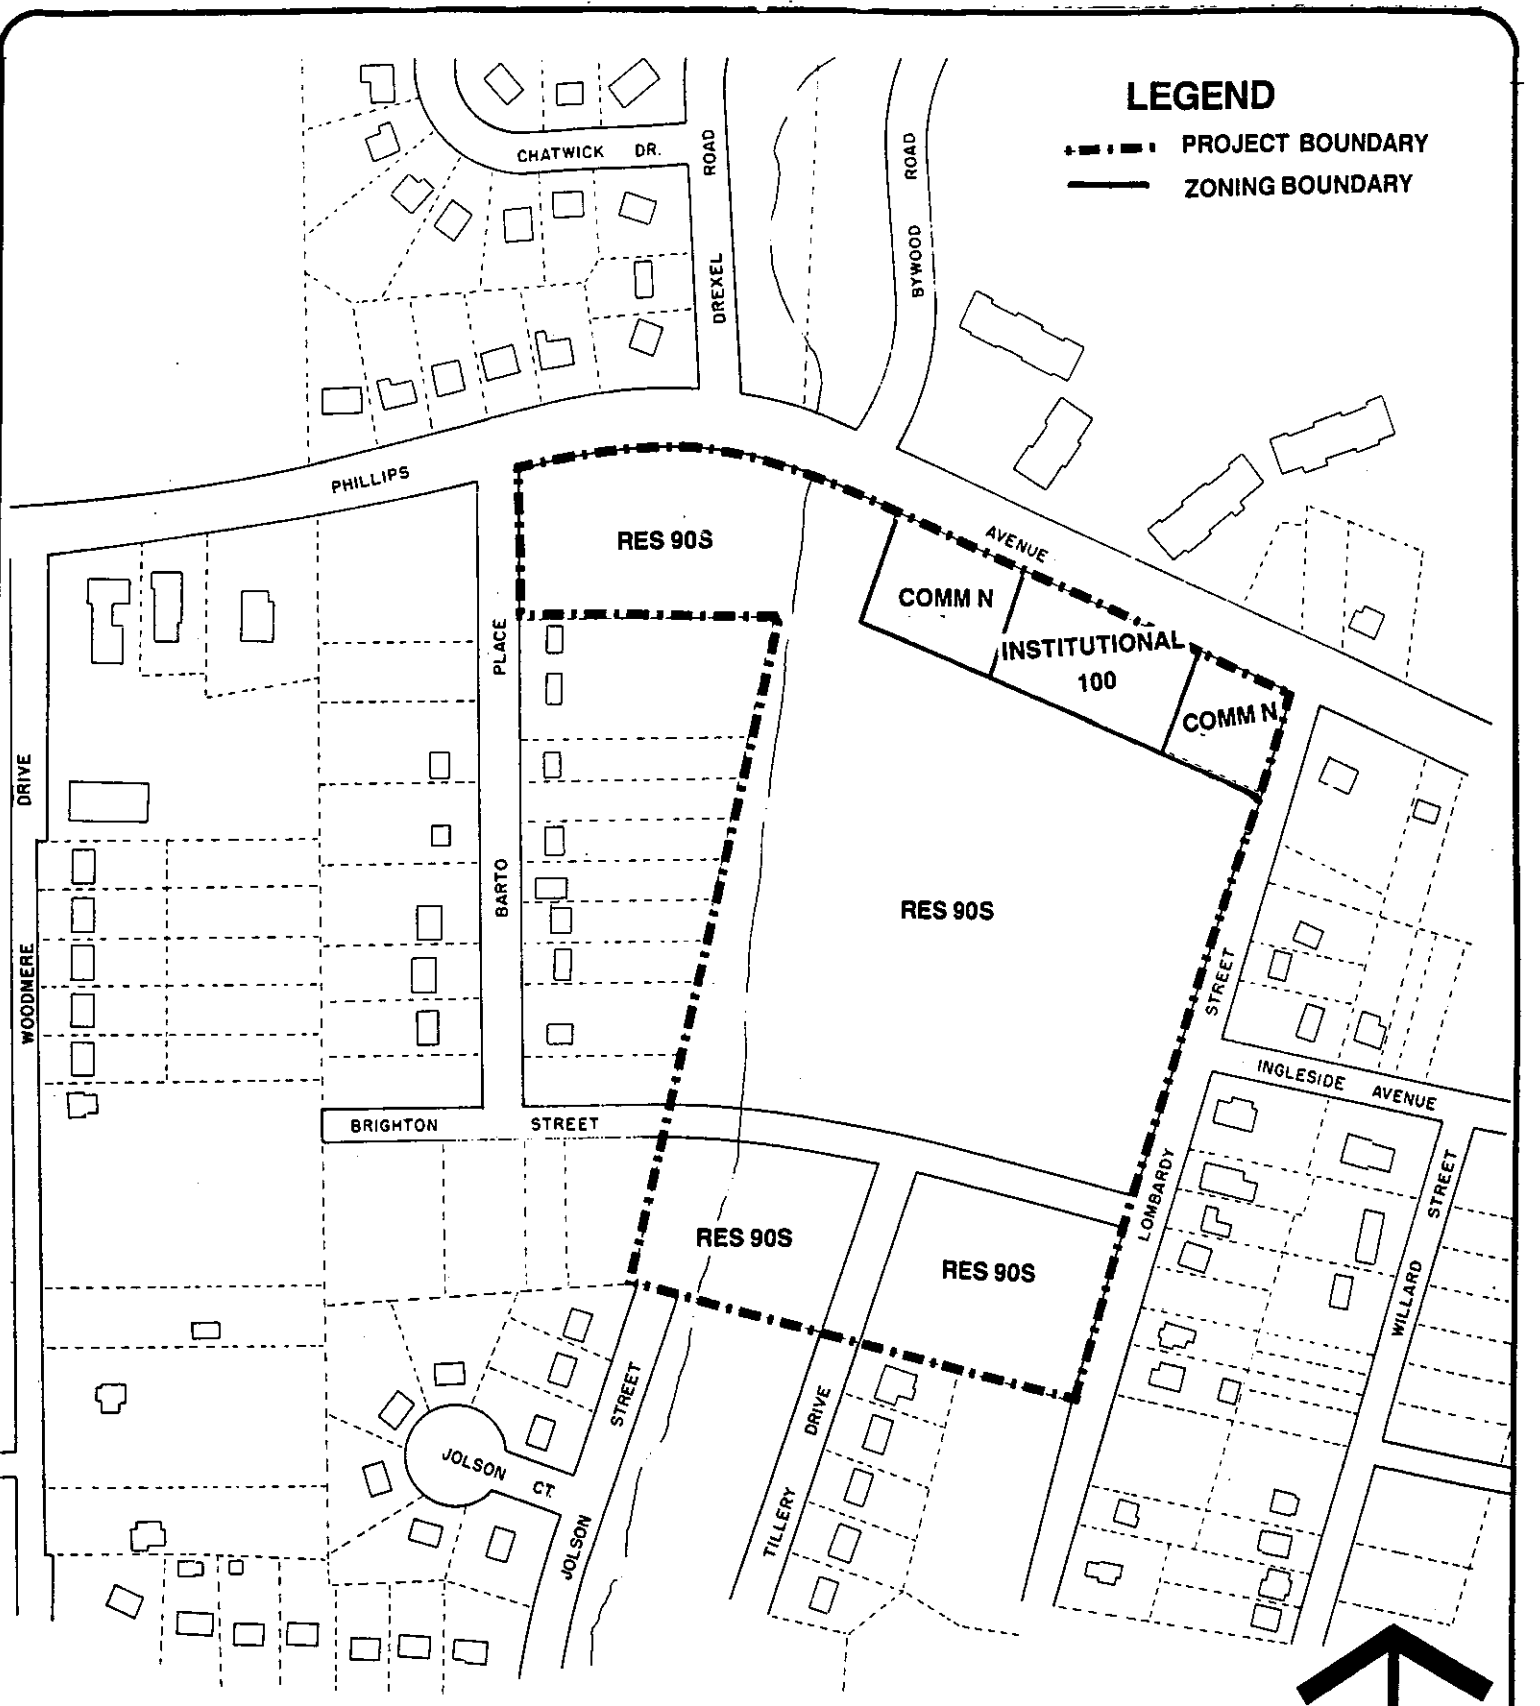 LEGEND
PROJECT BOUNDARY
ZONING BOUNDARY
CHATWICK DR.
DREXEL ROAD
BYWOOD ROAD
PHILLIPS AVENUE
RES 90S
COMM N
INSTITUTIONAL
100
COMM N
BARTO PLACE
WOODMERE DRIVE
RES 90S
LOMBARDY STREET
INGLESIDE AVENUE
BRIGHTON STREET
WILLARD STREET
RES 90S
RES 90S
JOLSON CT.
JOLSON STREET
TILLERY DRIVE